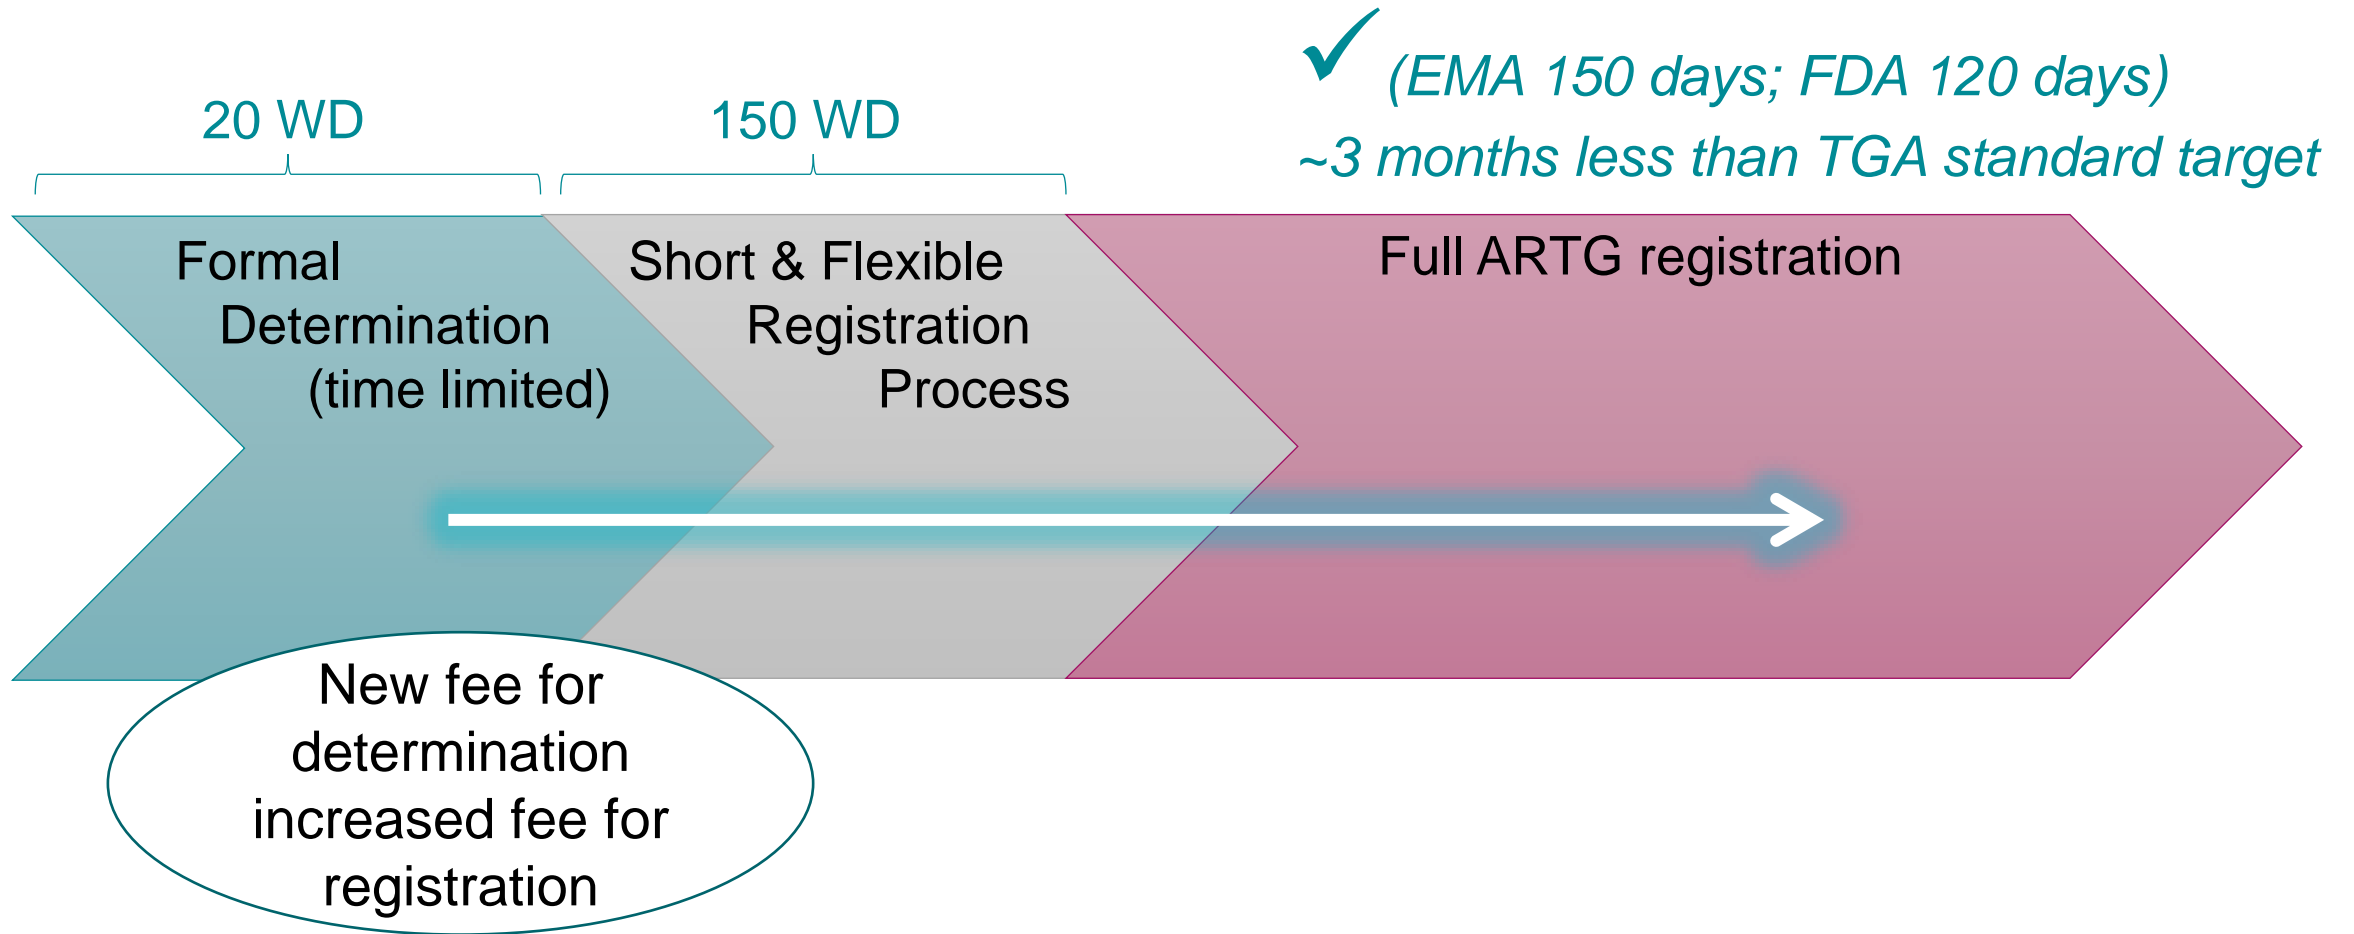 (EMA 150 days; FDA 120 days)
~3 months less than TGA standard target
20 WD
150 WD
Formal
Determination
(time limited)
Short & Flexible
Registration
Process
Full ARTG registration
New fee for
determination
increased fee for
registration